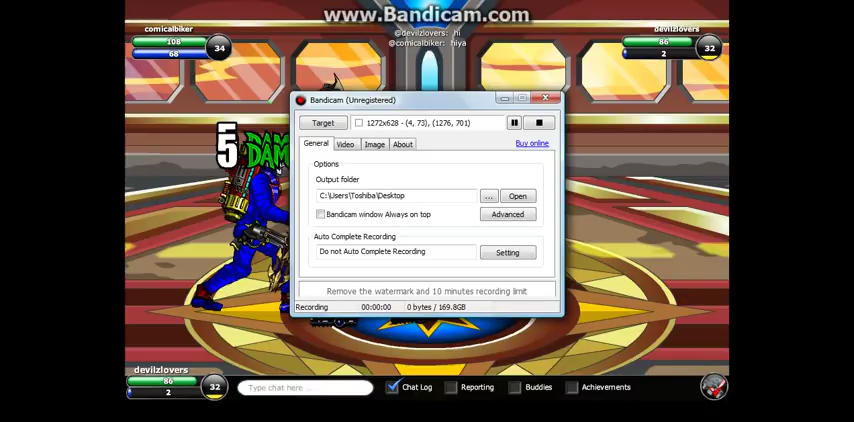 www.Bandicam.com
comicalbiker
108
68
34
@devilzlovers: hi
@comicalbiker: hiya
devilzlovers
86
2
32
Bandicam (Unregistered)
Target
1272x628 - (4, 73), (1276, 701)
General
Video
Image
About
Buy online
Options
Output folder
C:\Users\Toshiba\Desktop
...
Open
Bandicam window Always on top
Advanced
Auto Complete Recording
Do not Auto Complete Recording
Setting
Remove the watermark and 10 minutes recording limit
Recording
00:00:00
0 bytes / 169.8GB
5
DAM
devilzlovers
86
2
32
Type chat here ...
Chat Log
Reporting
Buddies
Achievements